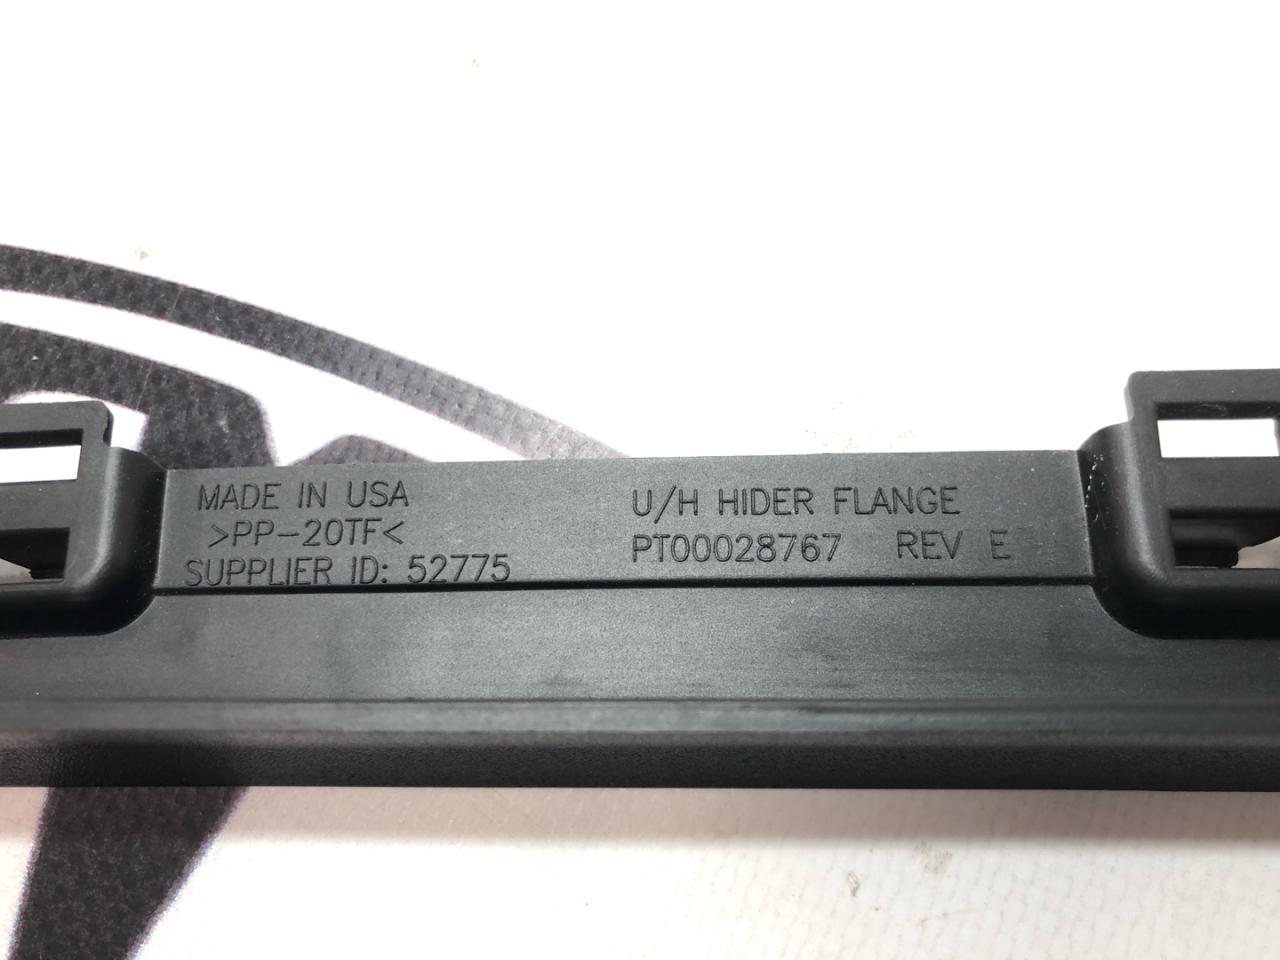 MADE IN USA
>PP-20TF<
SUPPLIER ID: 52775
U/H HIDER FLANGE
PT00028767 REV E